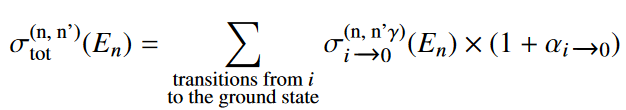 σ_tot^(n, n’)(E_n) = ∑ σ_{i→0}^(n, n’γ)(E_n) × (1 + α_{i→0})
transitions from i
to the ground state